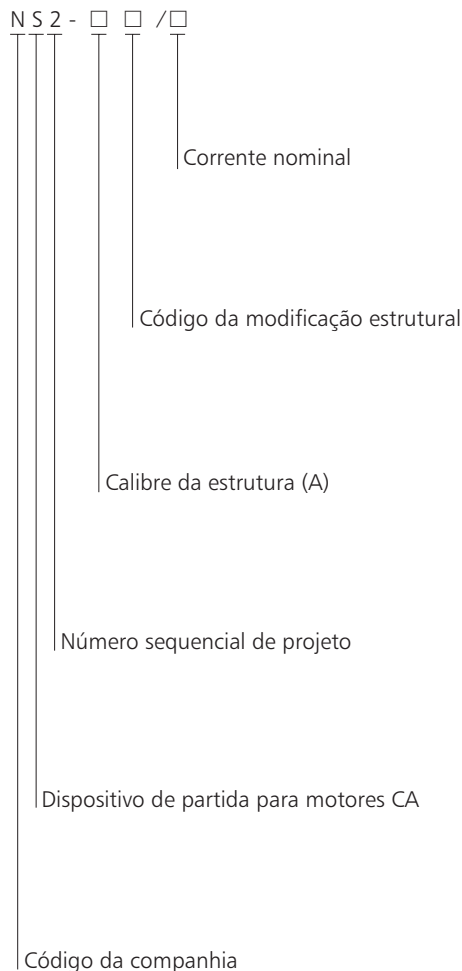 N S 2 - □ □ / □
Corrente nominal
Código da modificação estrutural
Calibre da estrutura (A)
Número sequencial de projeto
Dispositivo de partida para motores CA
Código da companhia